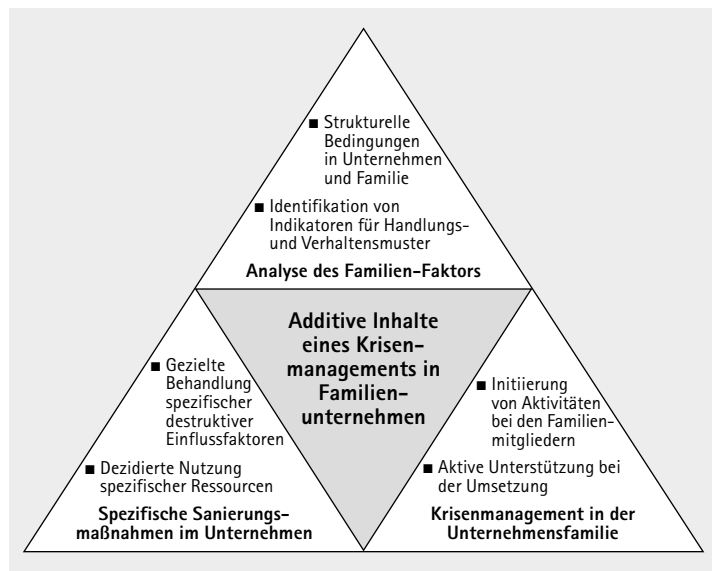 ■ Strukturelle
Bedingungen
in Unternehmen
und Familie
■ Identifikation von
Indikatoren für Handlungs-
und Verhaltensmuster
Analyse des Familien-Faktors
Additive Inhalte
eines Krisen-
managements in
Familien-
unternehmen
■ Gezielte
Behandlung
spezifischer
destruktiver
Einflussfaktoren
■ Dezidierte Nutzung
spezifischer Ressourcen
Spezifische Sanierungs-
maßnahmen im Unternehmen
■ Initiierung
von Aktivitäten
bei den Familien-
mitgliedern
■ Aktive Unterstützung bei
der Umsetzung
Krisenmanagement in der
Unternehmensfamilie